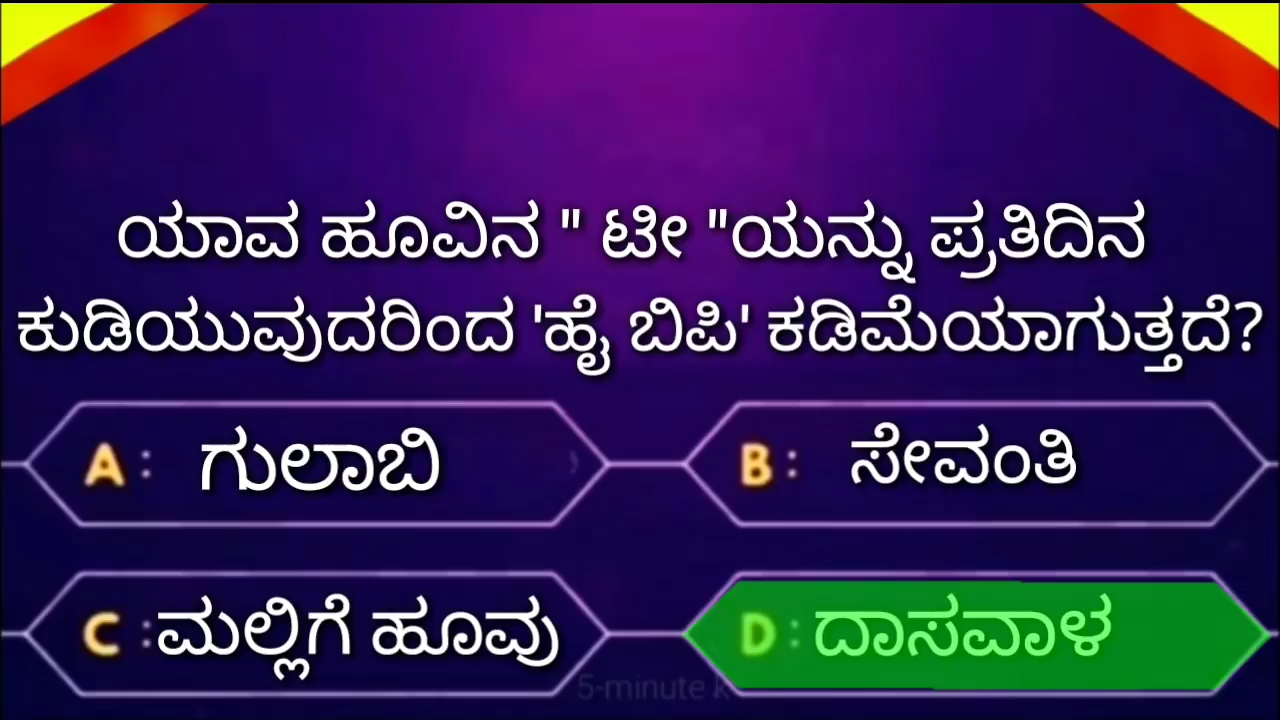 ಯಾವ ಹೂವಿನ " ಟೀ "ಯನ್ನು ಪ್ರತಿದಿನ
ಕುಡಿಯುವುದರಿಂದ 'ಹೈ ಬಿಪಿ' ಕಡಿಮೆಯಾಗುತ್ತದೆ?
A : ಗುಲಾಬಿ
B : ಸೇವಂತಿ
C :ಮಲ್ಲಿಗೆ ಹೂವು
D : ದಾಸವಾಳ
5-minute k